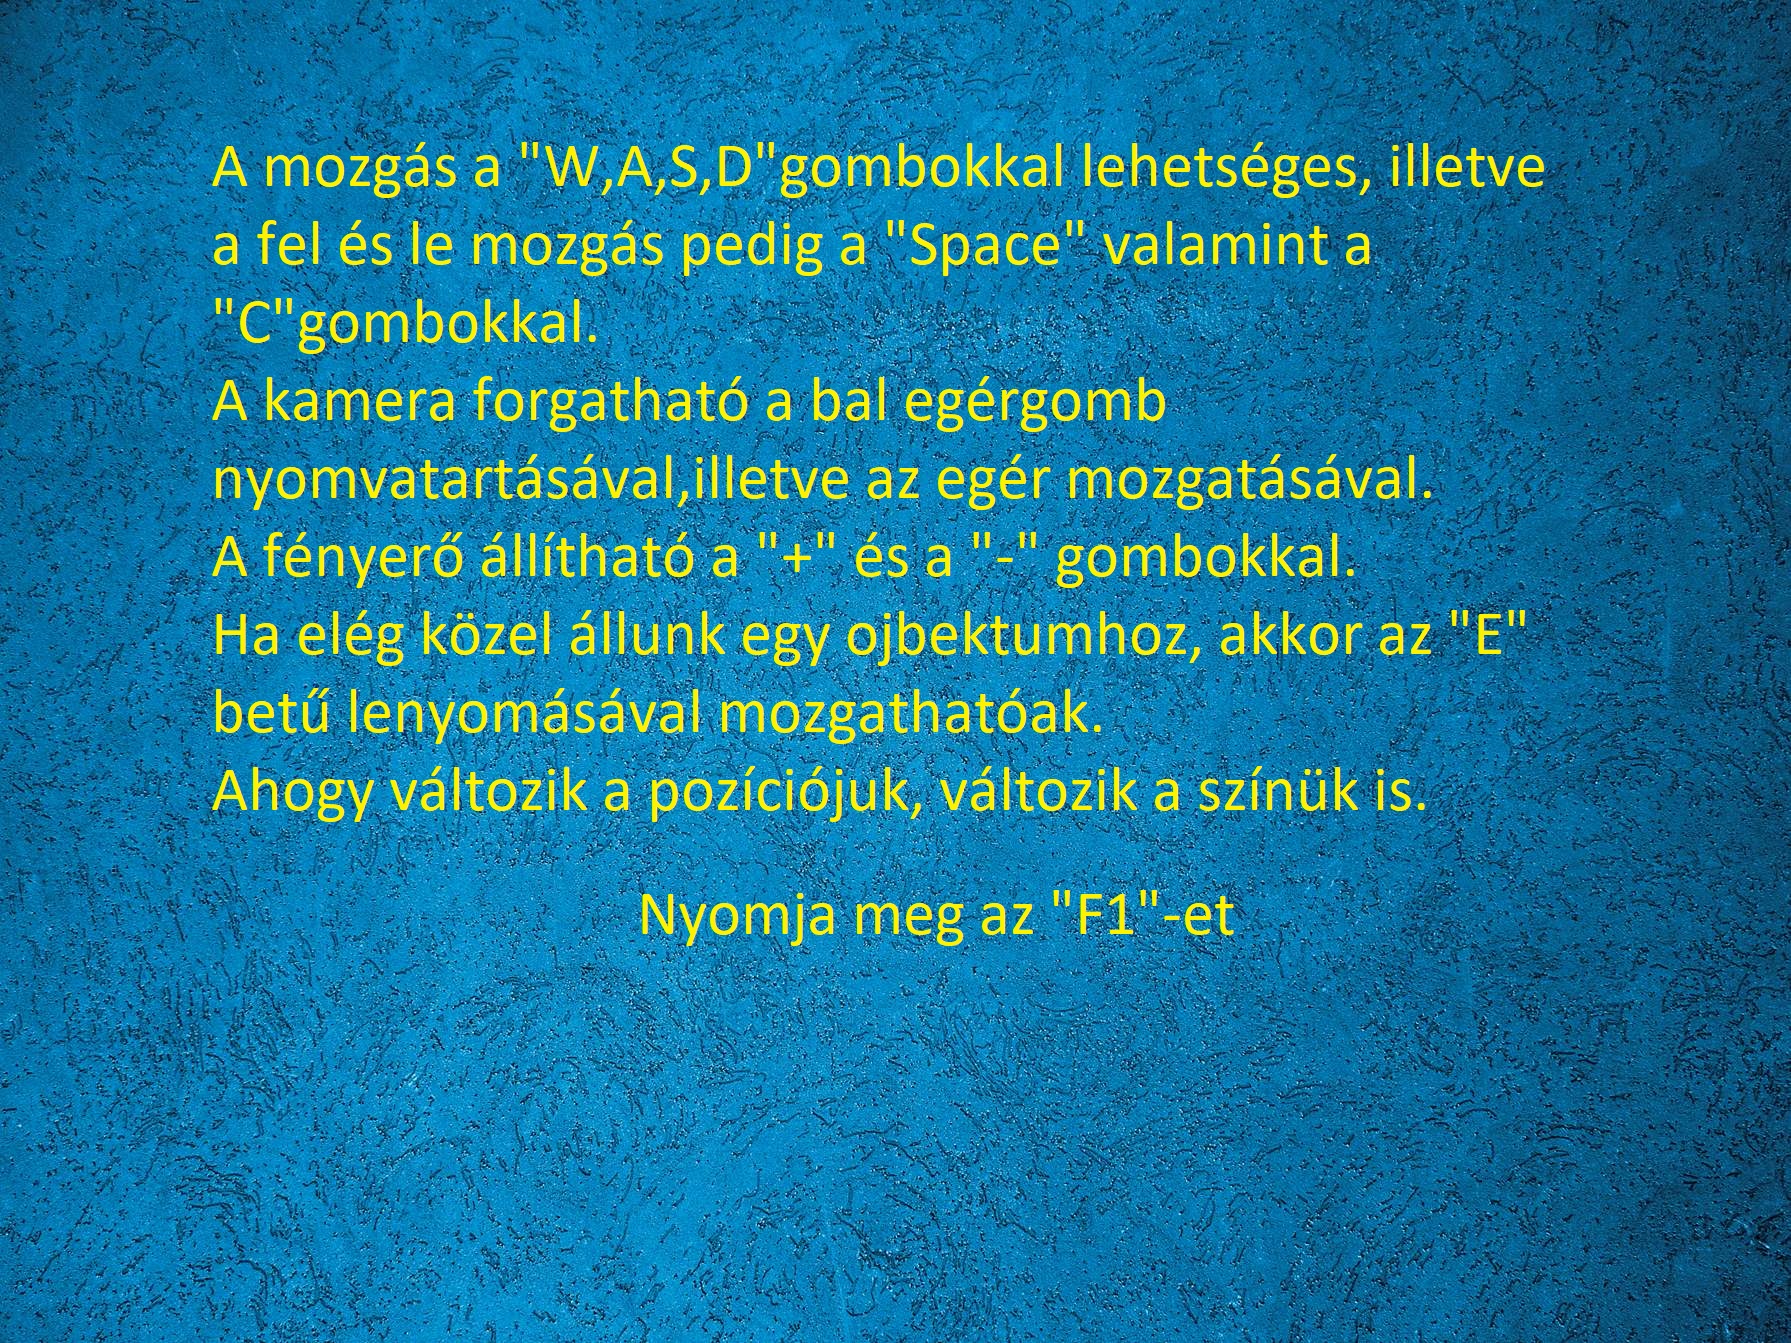 A mozgás a "W,A,S,D"gombokkal lehetséges, illetve
a fel és le mozgás pedig a "Space" valamint a
"C"gombokkal.
A kamera forgatható a bal egérgomb
nyomvatartásával,illetve az egér mozgatásával.
A fényerő állítható a "+" és a "-" gombokkal.
Ha elég közel állunk egy ojbektumhoz, akkor az "E"
betű lenyomásával mozgathatóak.
Ahogy változik a pozíciójuk, változik a színük is.
Nyomja meg az "F1"-et